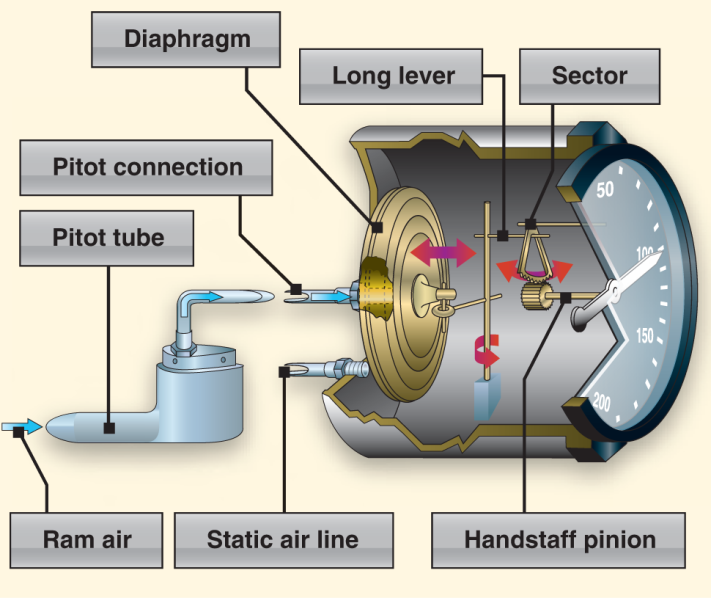 Diaphragm
Long lever
Sector
Pitot connection
Pitot tube
50
100
150
200
Ram air
Static air line
Handstaff pinion